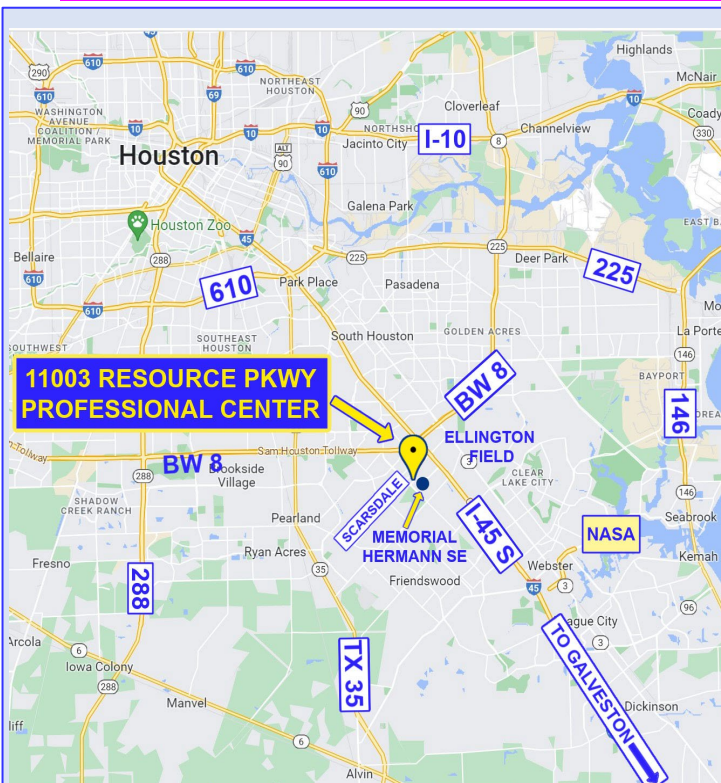 Highlands
610
290
610
NORTHEAST
HOUSTON
McNair
69
10
610
90
Cloverleaf
WASHINGTON
AVENUE
COALITION /
MEMORIAL PARK
10
10
10
NORTHSHO
I-10
Channelview
Coady
330
Houston
ALT
90
Jacinto City
8
610
Galena Park
Houston Zoo
EAST B
45
Bellaire
288
225
225
Deer Park
225
610
610
Park Place
Pasadena
Mo
610
La Porte
SOUTHWEST
SOUTHEAST
HOUSTON
South Houston
GOLDEN ACRES
146
BAYPORT
11003 RESOURCE PKWY
PROFESSIONAL CENTER
BW 8
146
REA
ELLINGTON
FIELD
Tollway
Sam Houston Tollway
BW 8
Brookside
Village
3
288
CLEAR
LAKE CITY
SCARSDALE
146
SHADOW
CREEK RANCH
Pearland
I-45 S
Seabrook
MEMORIAL
HERMANN SE
NASA
Ryan Acres
Kemah
Fresno
288
35
Friendswood
Webster
3
45
96
Arcola
6
ague City
3
Iowa Colony
288
TX 35
TO GALVESTON
Manvel
Dickinson
liff
6
Alvin